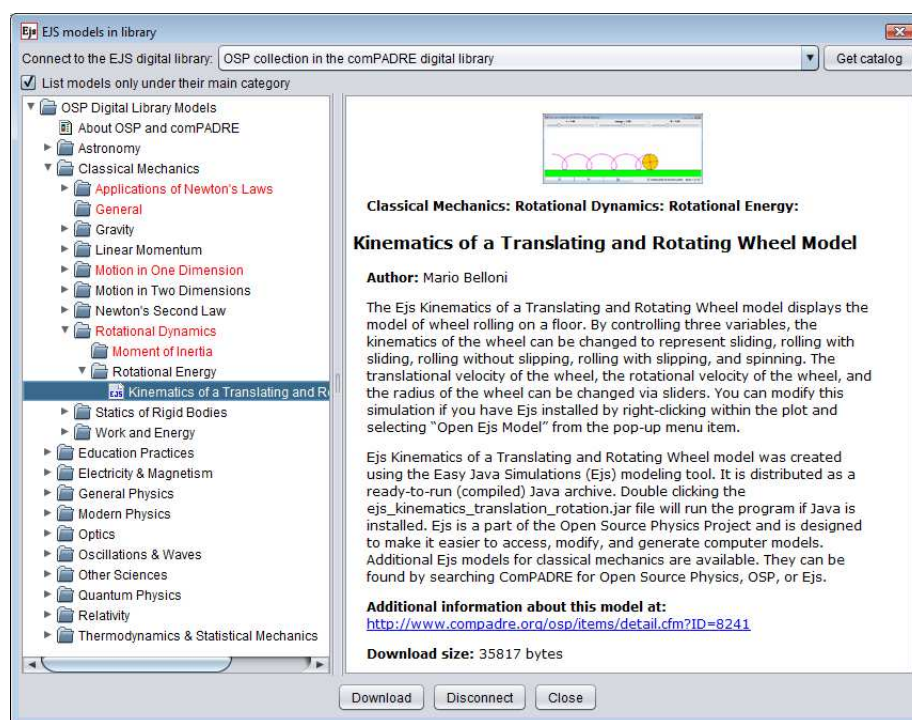 EJS models in library
Connect to the EJS digital library: OSP collection in the comPADRE digital library Get catalog
List models only under their main category
OSP Digital Library Models
About OSP and comPADRE
Astronomy
Classical Mechanics
Applications of Newton's Laws
General
Gravity
Linear Momentum
Motion in One Dimension
Motion in Two Dimensions
Newton's Second Law
Rotational Dynamics
Moment of Inertia
Rotational Energy
Kinematics of a Translating and Ro
Statics of Rigid Bodies
Work and Energy
Education Practices
Electricity & Magnetism
General Physics
Modern Physics
Optics
Oscillations & Waves
Other Sciences
Quantum Physics
Relativity
Thermodynamics & Statistical Mechanics
Classical Mechanics: Rotational Dynamics: Rotational Energy:
Kinematics of a Translating and Rotating Wheel Model
Author: Mario Belloni
The Ejs Kinematics of a Translating and Rotating Wheel model displays the
model of wheel rolling on a floor. By controlling three variables, the
kinematics of the wheel can be changed to represent sliding, rolling with
sliding, rolling without slipping, rolling with slipping, and spinning. The
translational velocity of the wheel, the rotational velocity of the wheel, and
the radius of the wheel can be changed via sliders. You can modify this
simulation if you have Ejs installed by right-clicking within the plot and
selecting "Open Ejs Model" from the pop-up menu item.
Ejs Kinematics of a Translating and Rotating Wheel model was created
using the Easy Java Simulations (Ejs) modeling tool. It is distributed as a
ready-to-run (compiled) Java archive. Double clicking the
ejs_kinematics_translation_rotation.jar file will run the program if Java is
installed. Ejs is a part of the Open Source Physics Project and is designed
to make it easier to access, modify, and generate computer models.
Additional Ejs models for classical mechanics are available. They can be
found by searching ComPADRE for Open Source Physics, OSP, or Ejs.
Additional information about this model at:
http://www.compadre.org/osp/items/detail.cfm?ID=8241
Download size: 35817 bytes
Download Disconnect Close